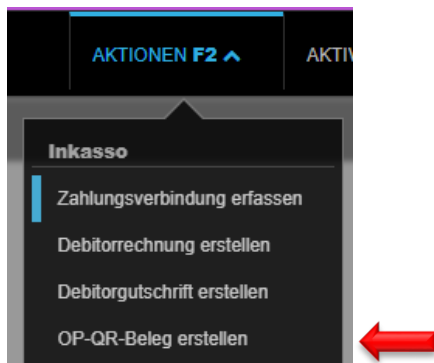 AKTIONEN F2
Inkasso
Zahlungsverbindung erfassen
Debitorrechnung erstellen
Debitorgutschrift erstellen
OP-QR-Beleg erstellen